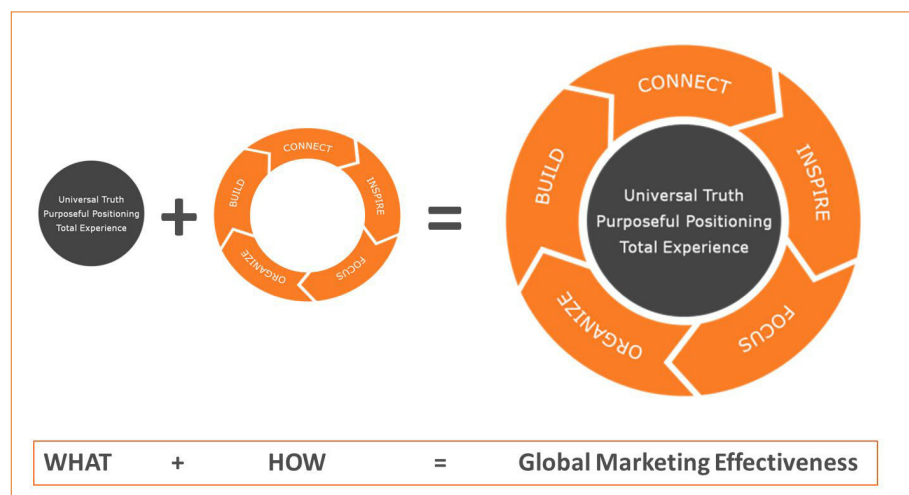 Universal Truth
Purposeful Positioning
Total Experience
+
CONNECT
INSPIRE
FOCUS
ORGANIZE
BUILD
=
CONNECT
INSPIRE
FOCUS
ORGANIZE
BUILD
Universal Truth
Purposeful Positioning
Total Experience
WHAT + HOW = Global Marketing Effectiveness